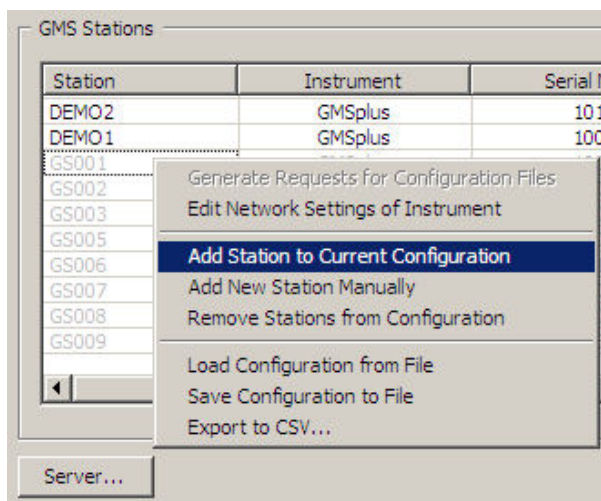 GMS Stations
Station Instrument Serial
DEMO2 GMSplus 101
DEMO1 GMSplus 100
GS001
GS002
GS003
GS005
GS006
GS007
GS008
GS009
Generate Requests for Configuration Files
Edit Network Settings of Instrument
Add Station to Current Configuration
Add New Station Manually
Remove Stations from Configuration
Load Configuration from File
Save Configuration to File
Export to CSV...
Server...